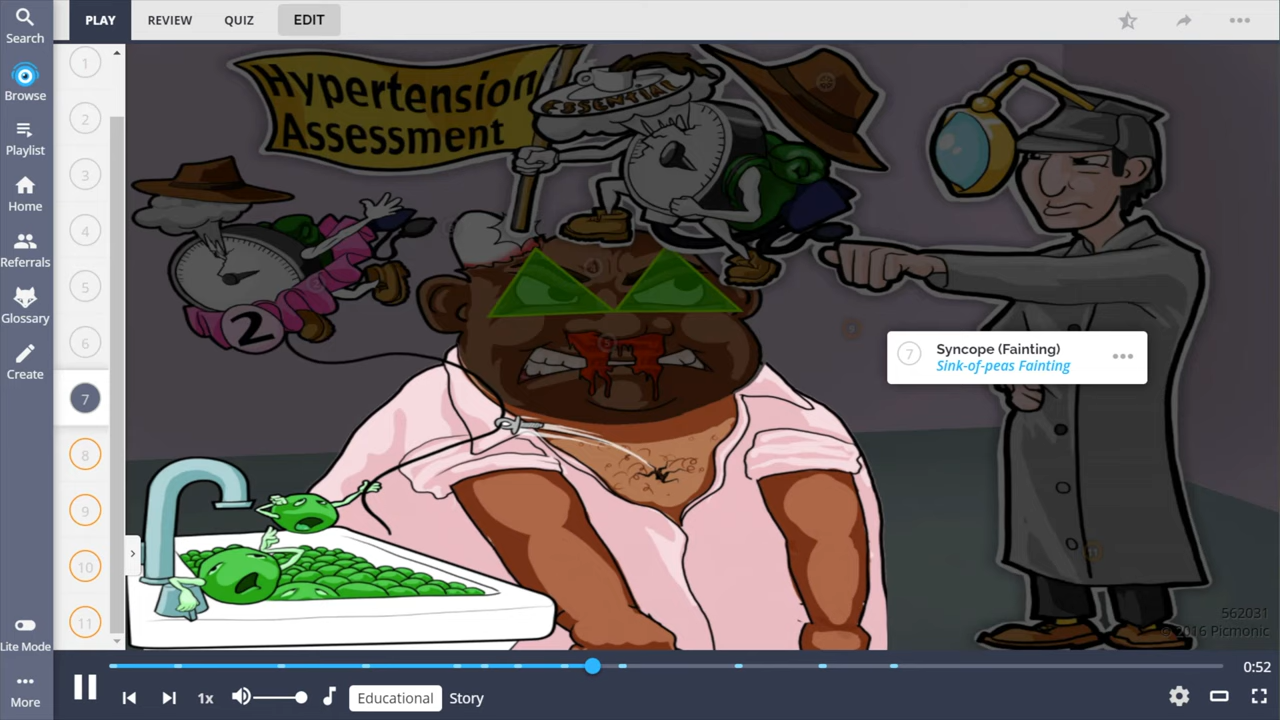 PLAY
REVIEW
QUIZ
EDIT
Search
Browse
Playlist
Home
Referrals
Glossary
Create
Lite Mode
More
1
2
3
4
5
6
7
8
9
10
11
Hypertension
Assessment
ESSENTIAL
2
9
11
7
Syncope (Fainting)
Sink-of-peas Fainting
562031
© 2016 Picmonic
0:52
1x
Educational
Story